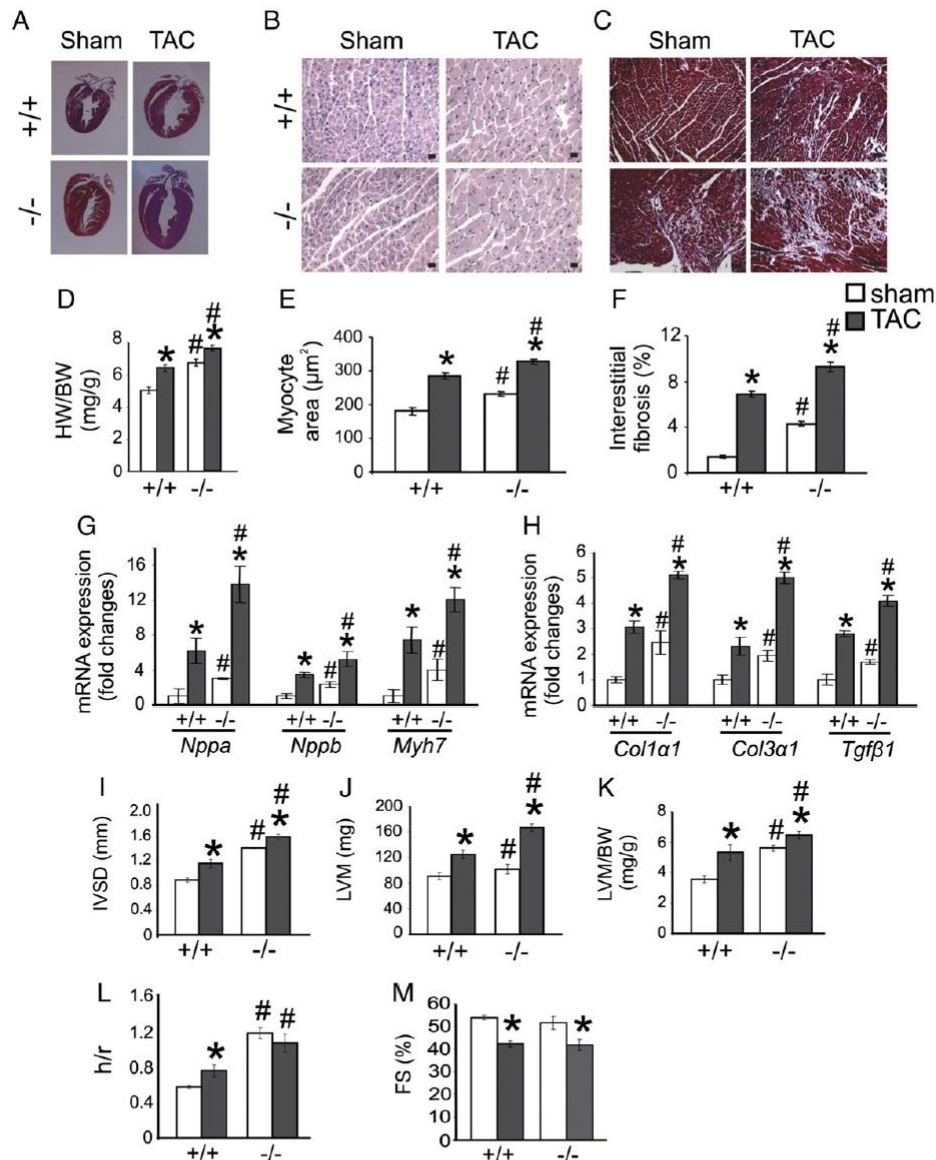 A
Sham TAC
+/+
-/-
B
Sham TAC
+/+
-/-
C
Sham TAC
D
HW/BW
(mg/g)
8
6
4
2
0
* # # *
+/+ -/-
E
Myocyte
area (µm²)
400
300
200
100
0
* # # *
+/+ -/-
F
Interestitial
fibrosis (%)
12
8
4
0
* # # *
+/+ -/-
sham
TAC
G
mRNA expression
(fold changes)
16
12
8
4
0
* # # *
* # # *
* # # *
+/+ -/- +/+ -/- +/+ -/-
Nppa Nppb Myh7
H
mRNA expression
(fold changes)
6
5
4
3
2
1
0
* # # *
* # # *
* # # *
+/+ -/- +/+ -/- +/+ -/-
Col1α1 Col3α1 Tgfβ1
I
IVSD (mm)
2.0
1.6
1.2
0.8
0.4
0
* # # *
+/+ -/-
J
LVM (mg)
200
160
120
80
40
0
* # # *
+/+ -/-
K
LVM/BW
(mg/g)
8
6
4
2
0
* # # *
+/+ -/-
L
h/r
1.6
1.2
0.8
0.4
0
* # #
+/+ -/-
M
FS (%)
60
50
40
30
20
10
0
* *
+/+ -/-